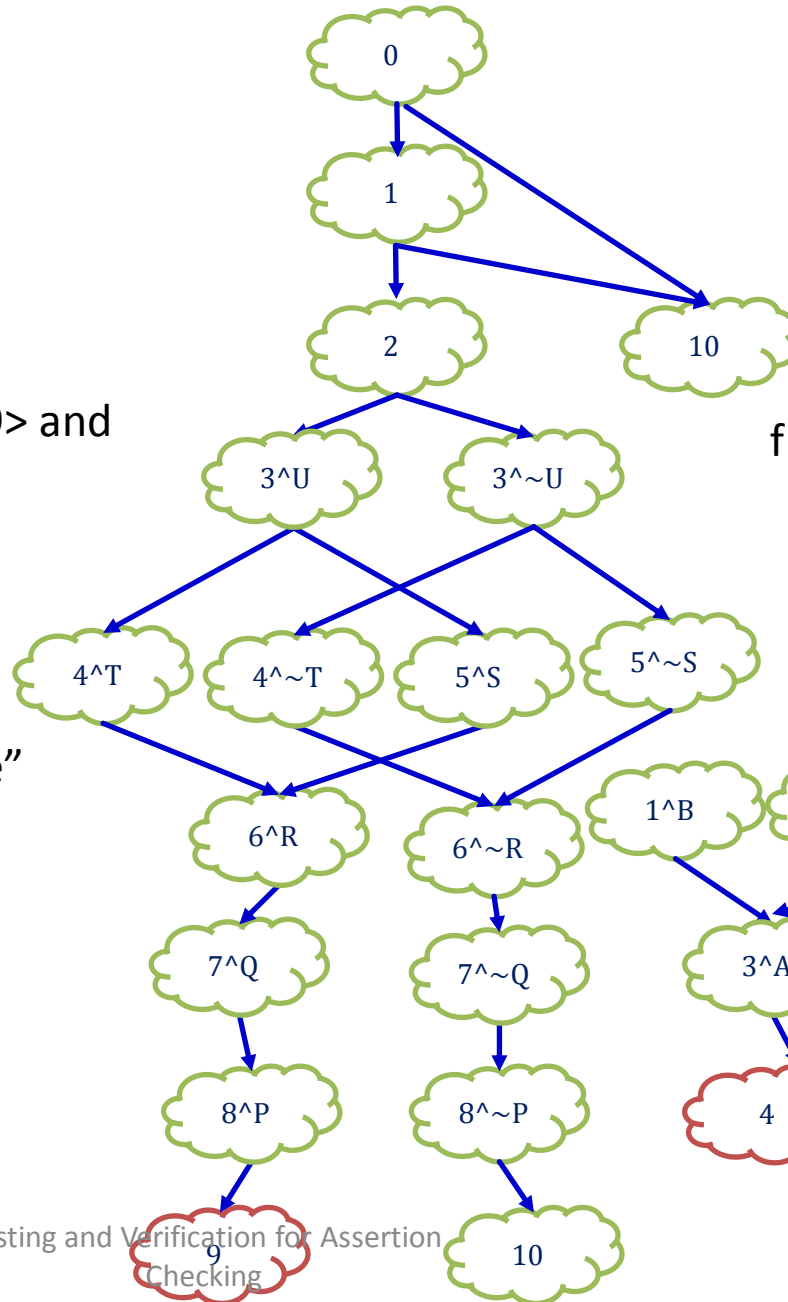 0
1
2
10
0> and
f
3^U
3^~U
4^T
4^~T
5^S
5^~S
e”
6^R
6^~R
1^B
7^Q
7^~Q
3^A
8^P
8^~P
4
sting and Verification for Assertion
Checking
9
10